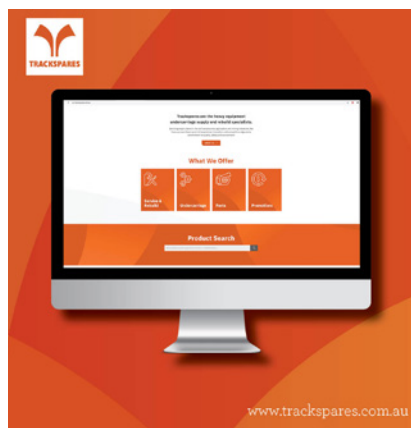 TRACKSPARES
Trackspares are the heavy equipment
undercarriage supply and rebuild specialists.
What We Offer
Service &
Rebuild
Undercarriage
Parts
Promotions
Product Search
www.trackspares.com.au